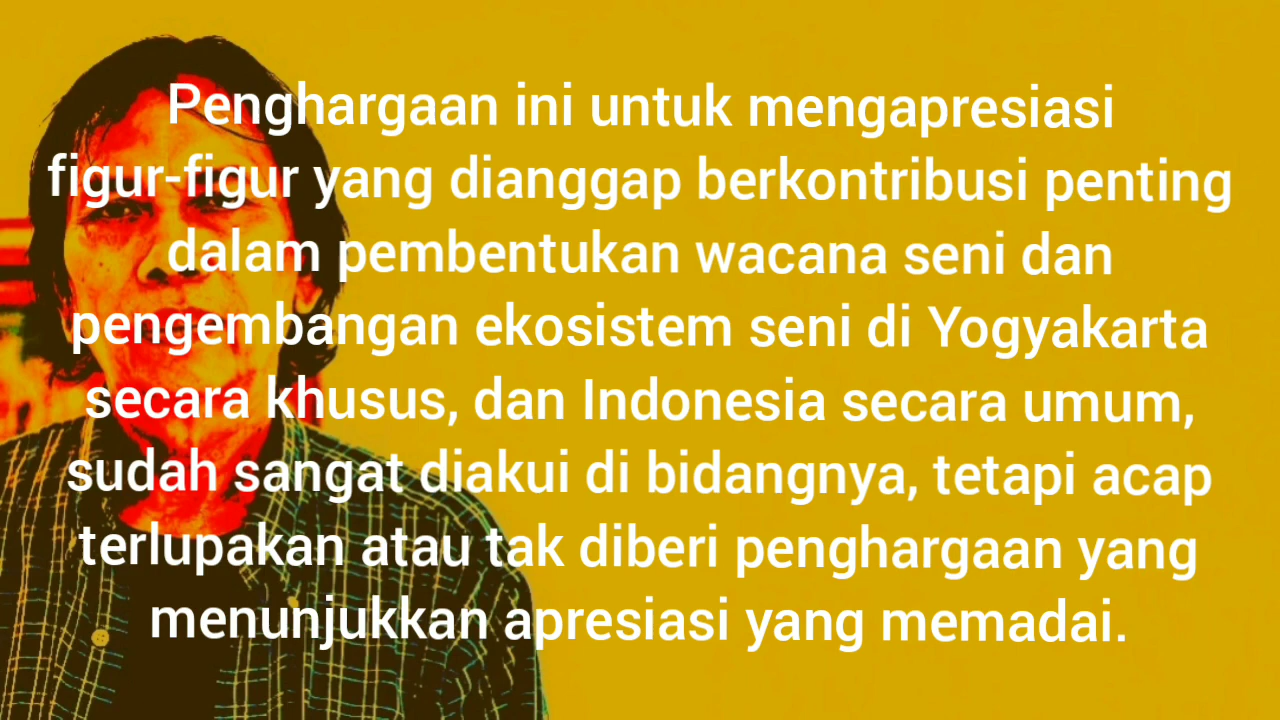 Penghargaan ini untuk mengapresiasi
figur-figur yang dianggap berkontribusi penting
dalam pembentukan wacana seni dan
pengembangan ekosistem seni di Yogyakarta
secara khusus, dan Indonesia secara umum,
sudah sangat diakui di bidangnya, tetapi acap
terlupakan atau tak diberi penghargaan yang
menunjukkan apresiasi yang memadai.